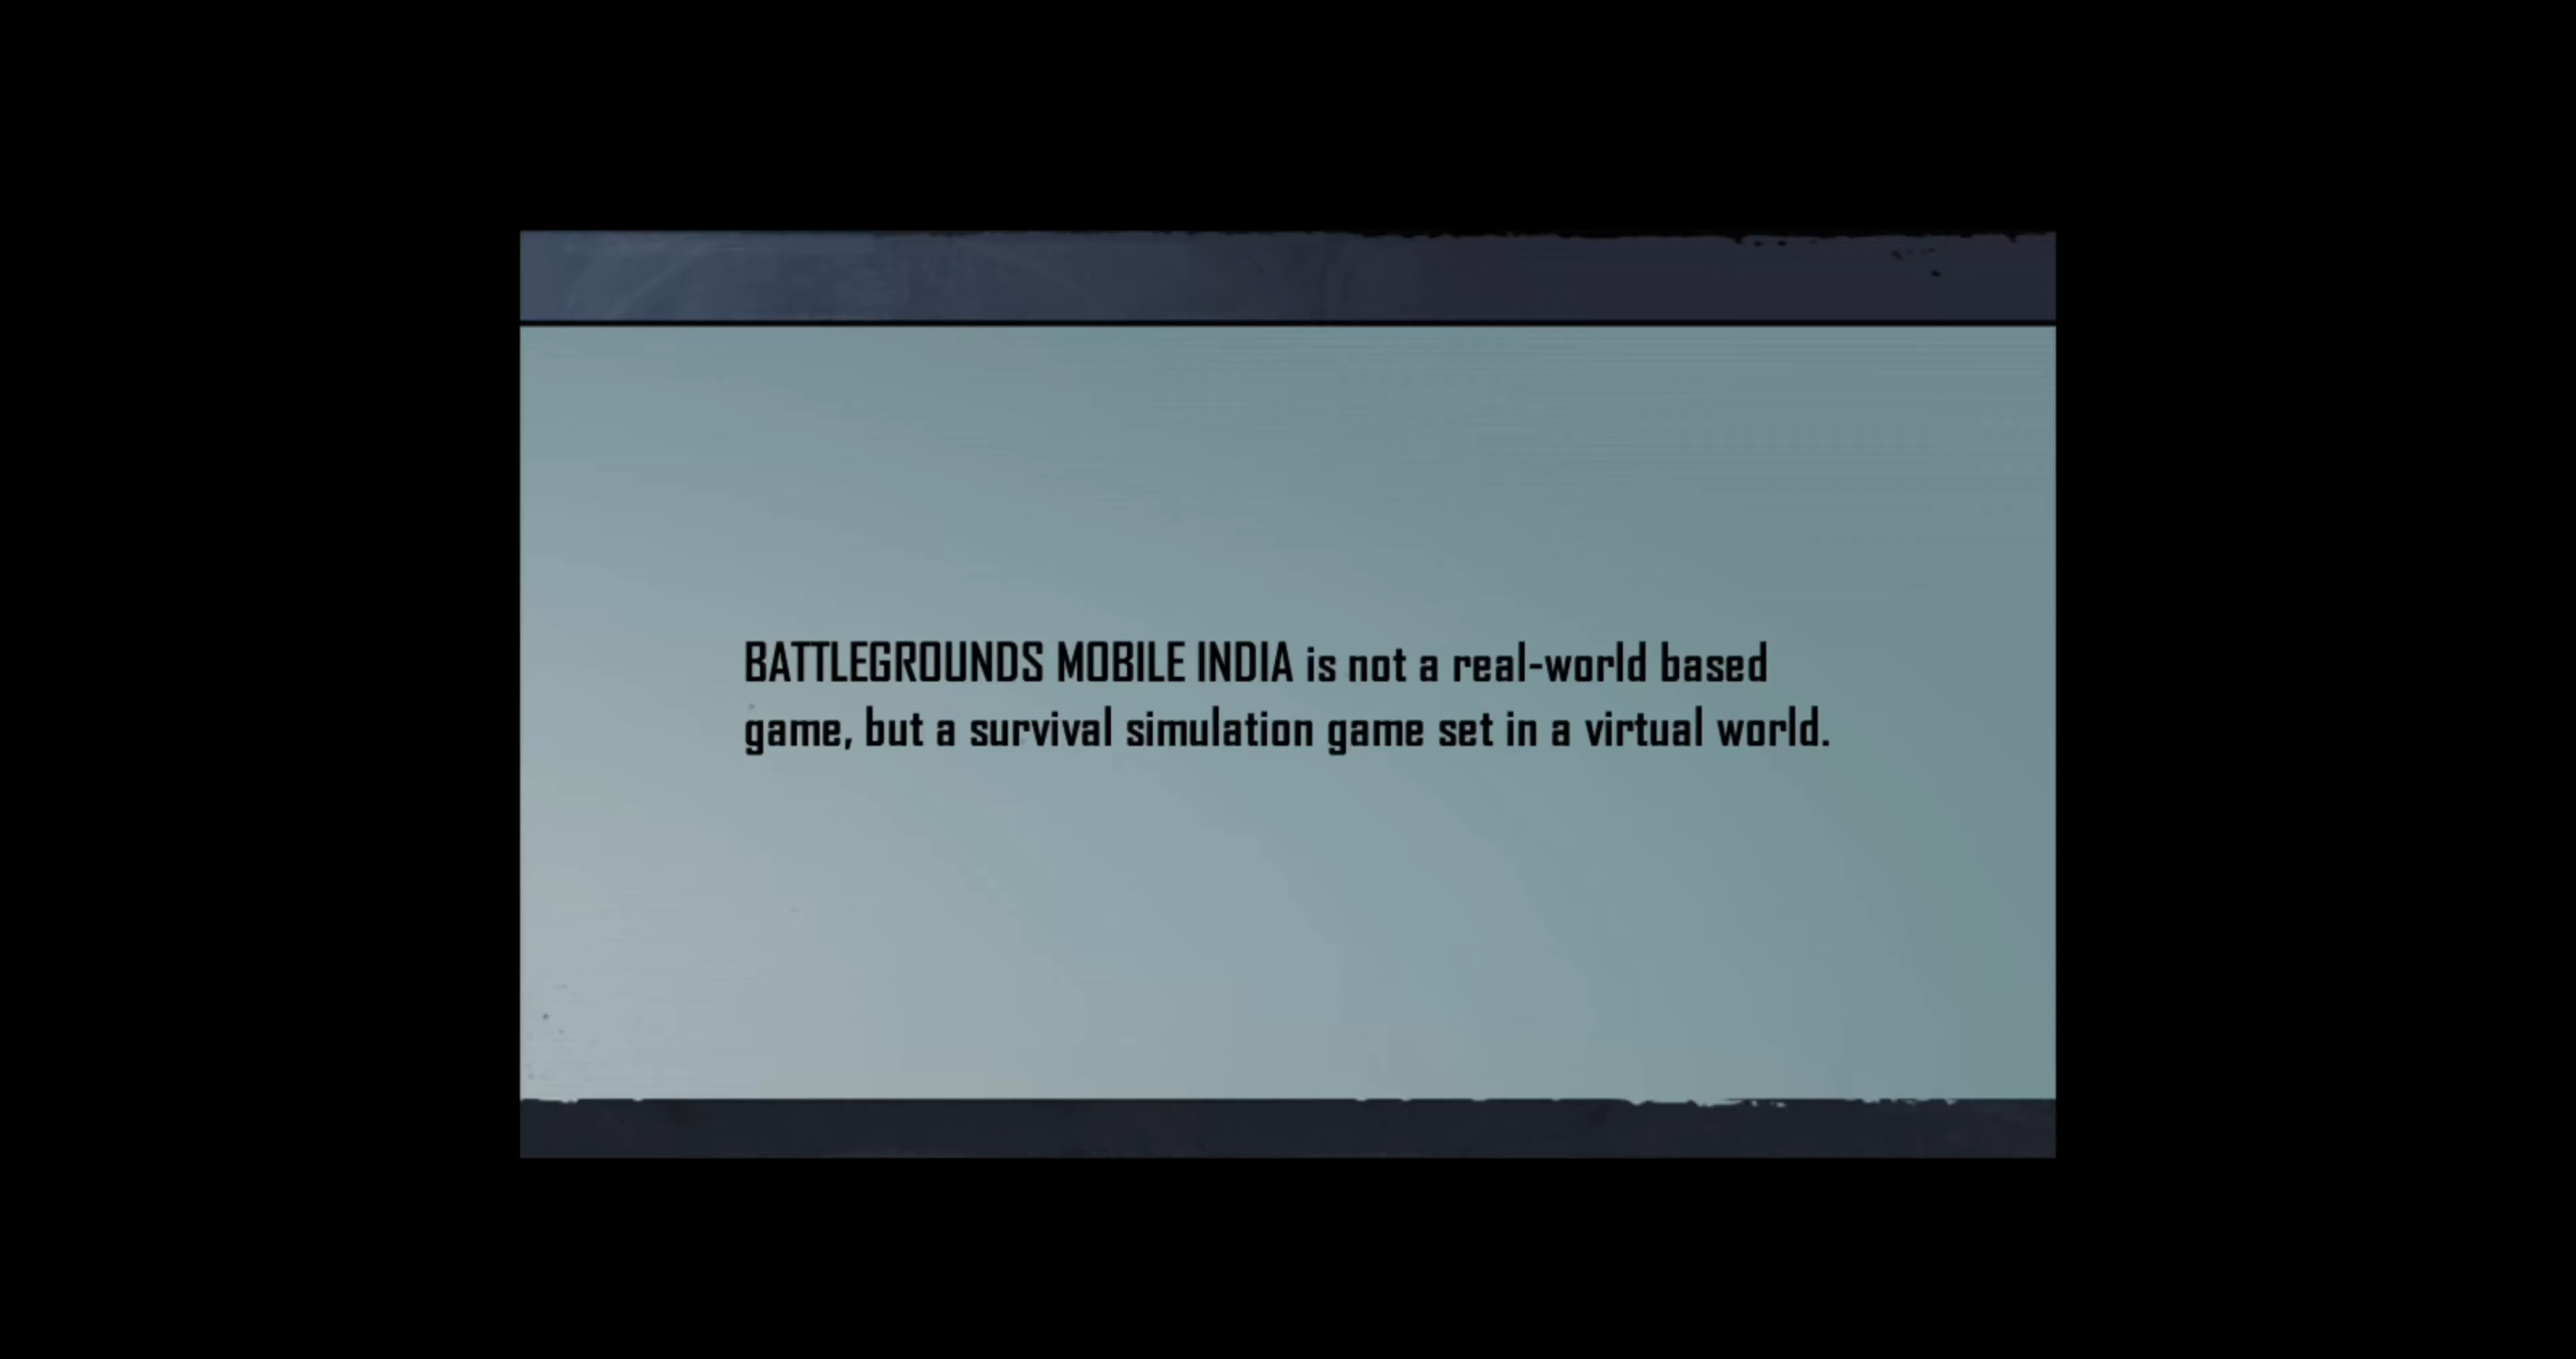 BATTLEGROUNDS MOBILE INDIA is not a real-world based
game, but a survival simulation game set in a virtual world.